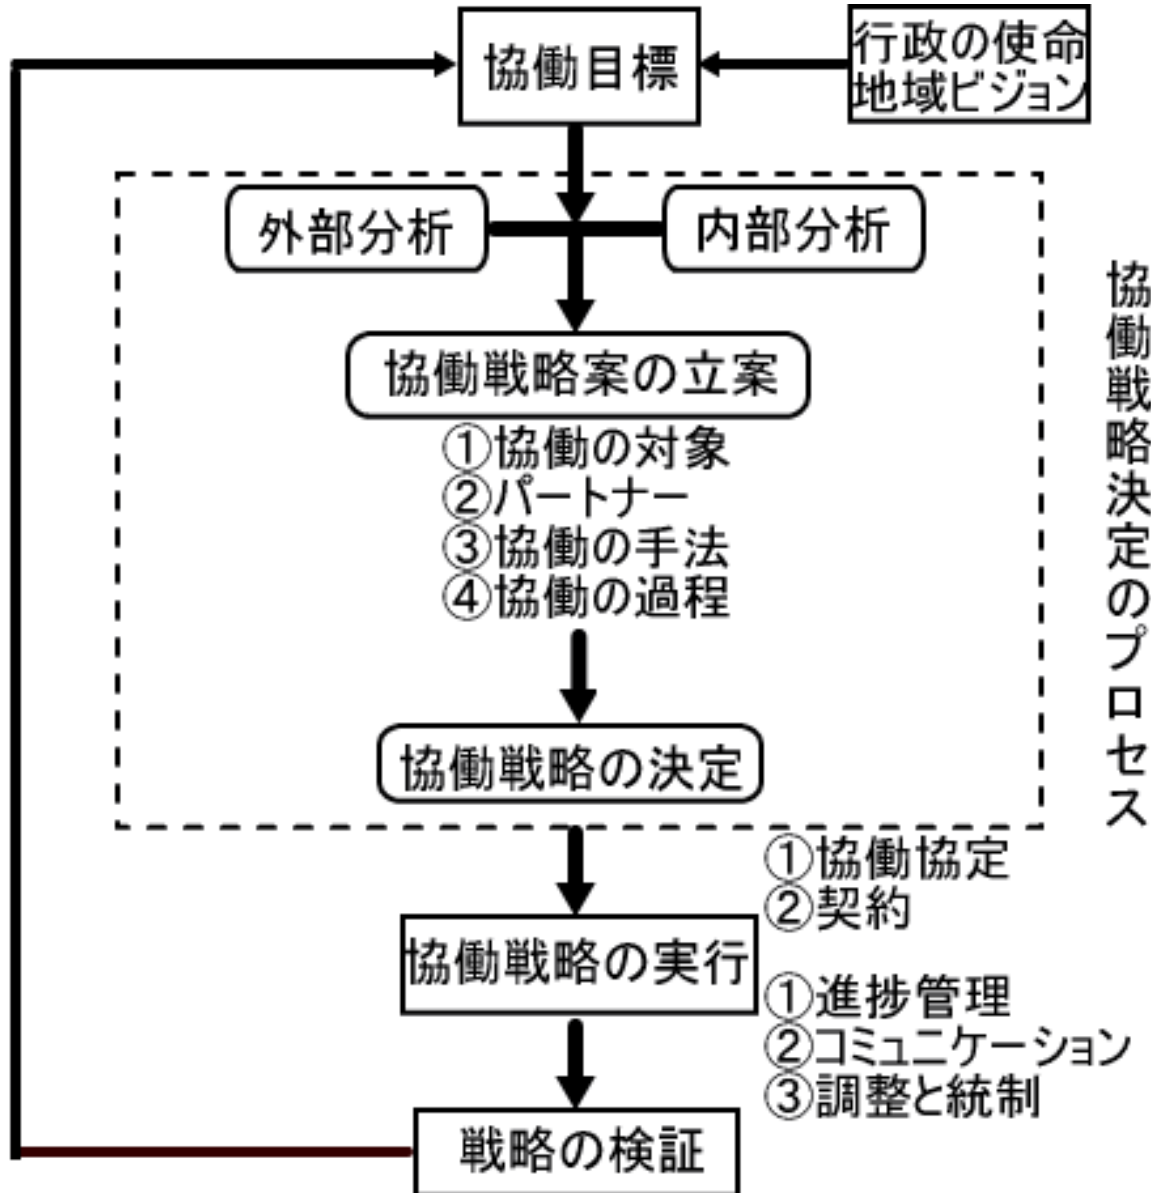 協働目標
行政の使命
地域ビジョン
外部分析
内部分析
協働戦略案の立案
①協働の対象
②パートナー
③協働の手法
④協働の過程
協働戦略の決定
協働戦略決定のプロセス
①協働協定
②契約
協働戦略の実行
①進捗管理
②コミュニケーション
③調整と統制
戦略の検証